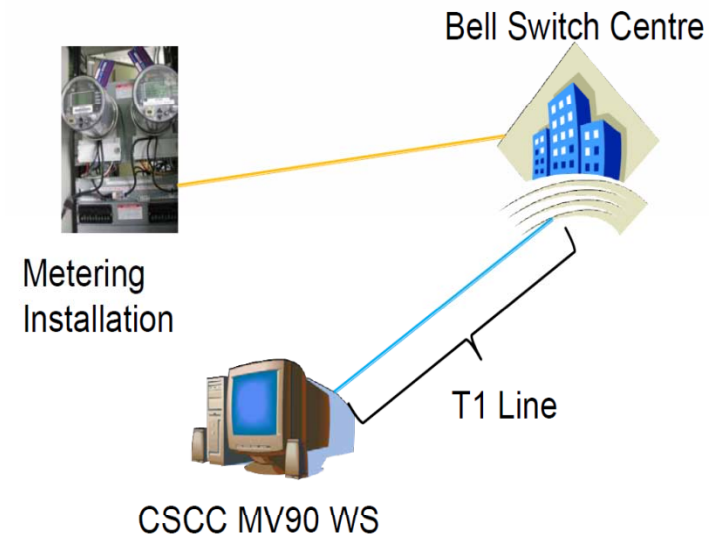 Bell Switch Centre
Metering
Installation
T1 Line
CSCC MV90 WS